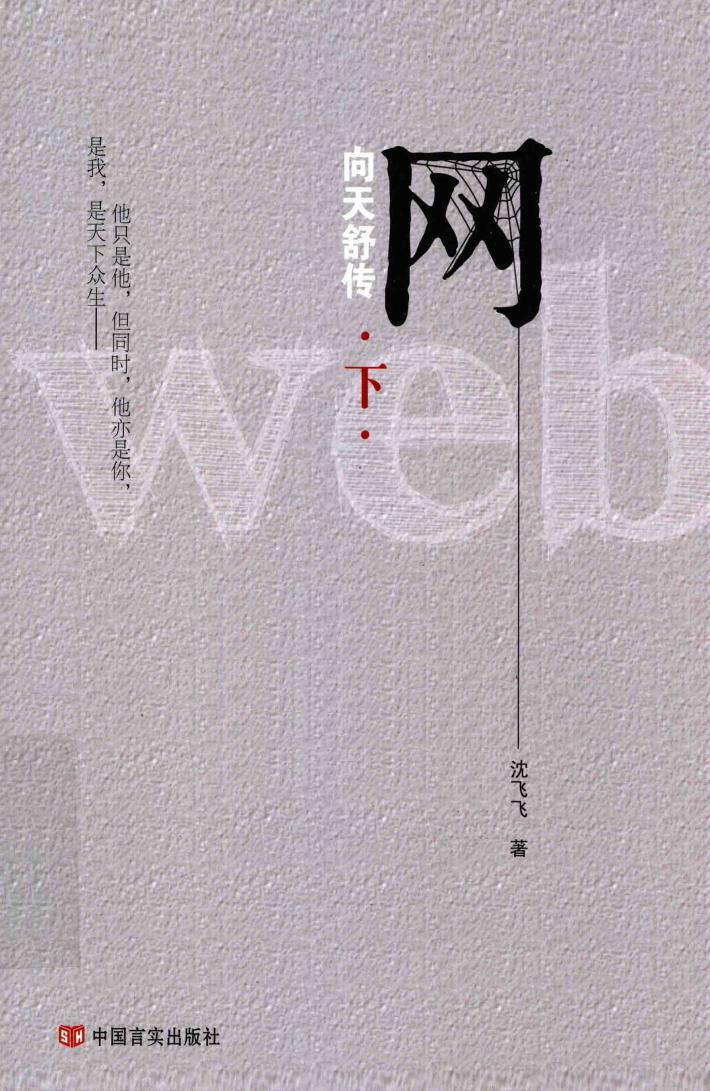 网
向天舒传
·下·
web
他只是他，但同时，他亦是你，
是我，是天下众生——
沈飞飞 著
SH
中国言实出版社